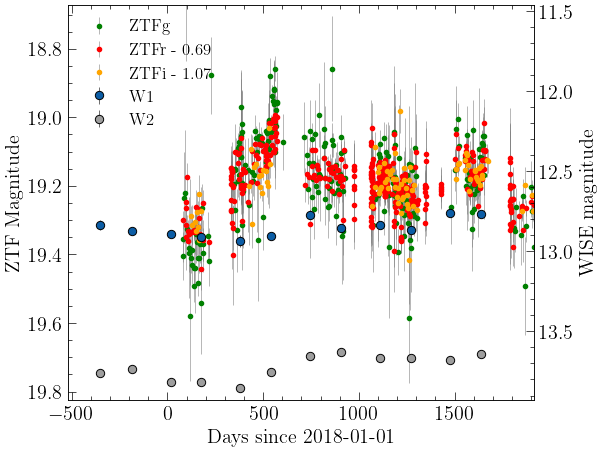 ZTFg
ZTFr - 0.69
ZTFi - 1.07
W1
W2
18.8
19.0
19.2
19.4
19.6
19.8
ZTF Magnitude
11.5
12.0
12.5
13.0
13.5
WISE magnitude
−500
0
500
1000
1500
Days since 2018-01-01